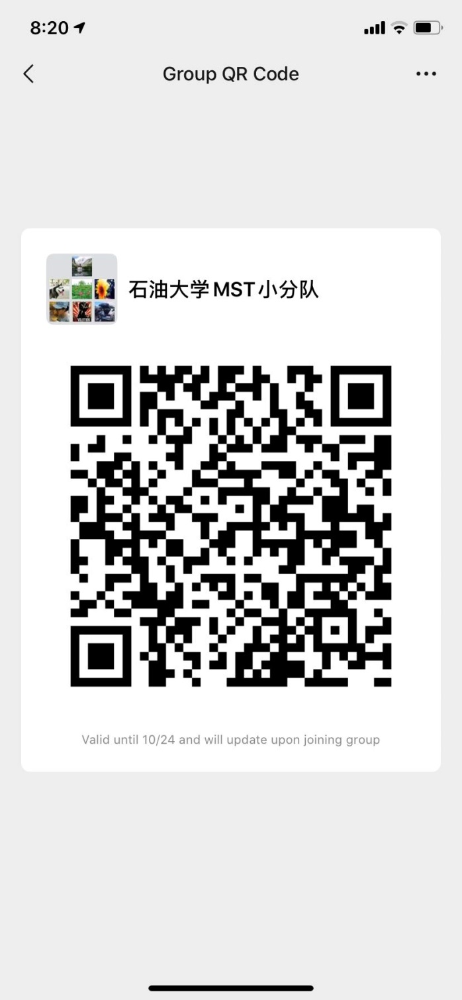 8:20
Group QR Code
石油大学MST小分队
Valid until 10/24 and will update upon joining group